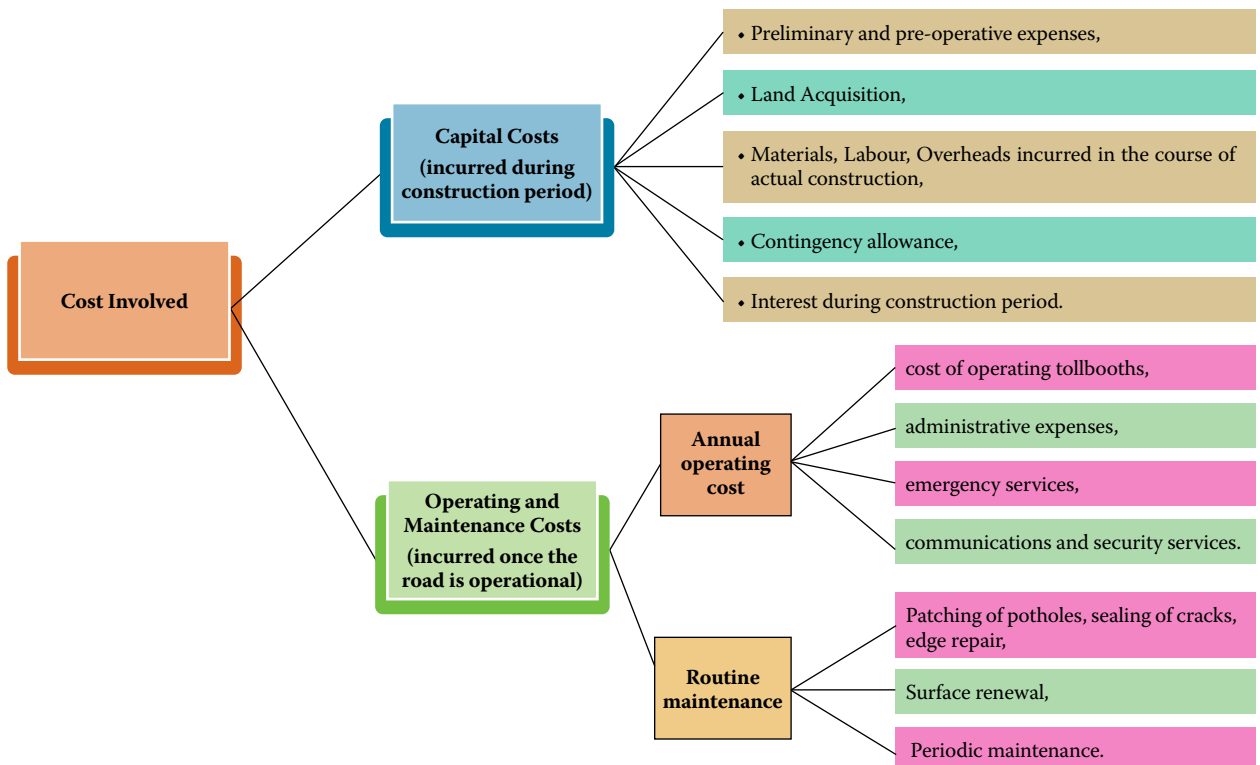 Cost Involved
Capital Costs
(incurred during
construction period)
• Preliminary and pre-operative expenses,
• Land Acquisition,
• Materials, Labour, Overheads incurred in the course of
actual construction,
• Contingency allowance,
• Interest during construction period.
Operating and
Maintenance Costs
(incurred once the
road is operational)
Annual
operating
cost
cost of operating tollbooths,
administrative expenses,
emergency services,
communications and security services.
Routine
maintenance
Patching of potholes, sealing of cracks,
edge repair,
Surface renewal,
Periodic maintenance.